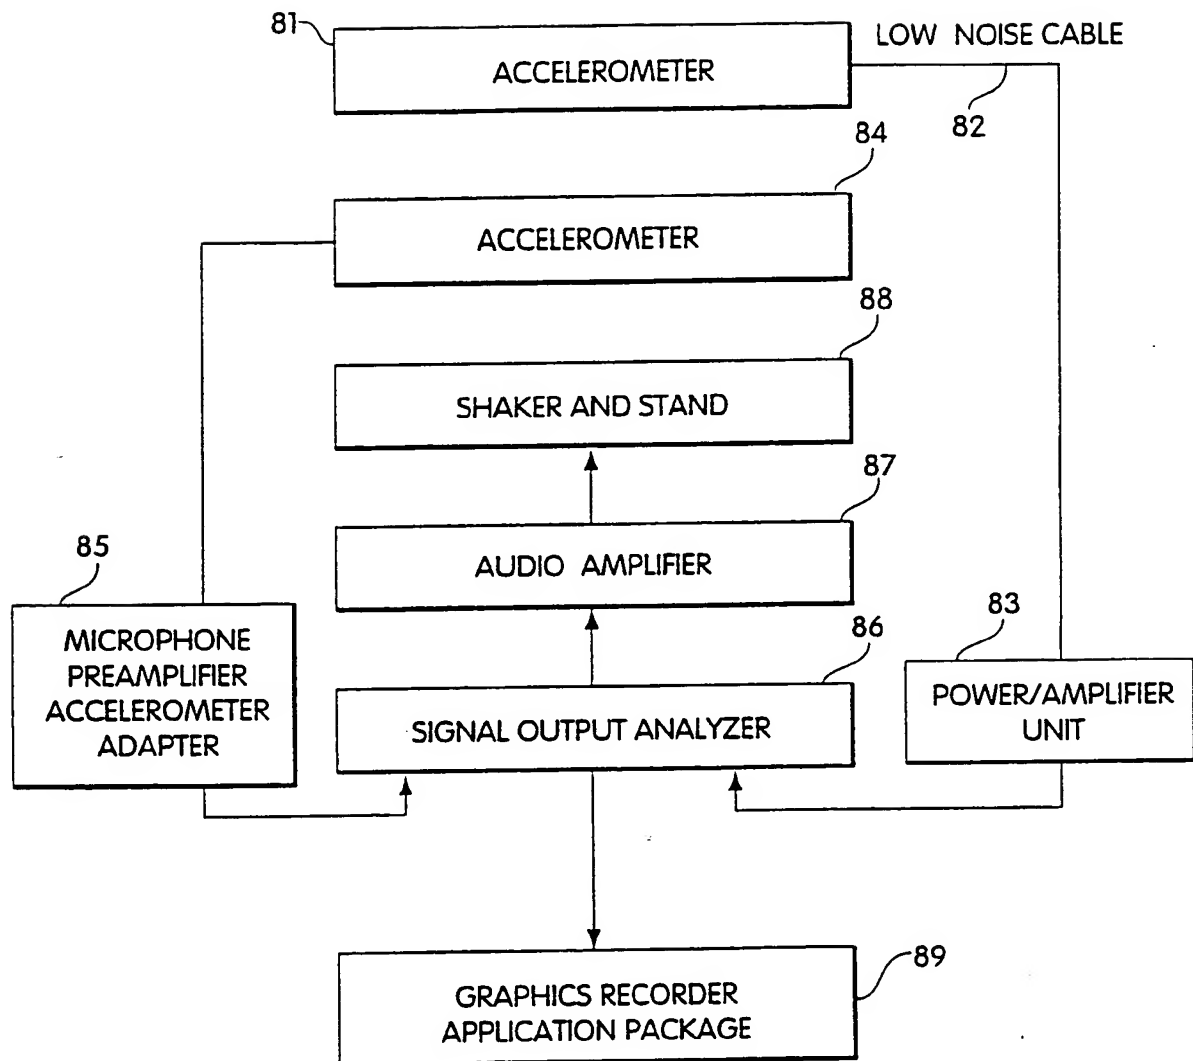 81
ACCELEROMETER
LOW NOISE CABLE
82
84
ACCELEROMETER
88
SHAKER AND STAND
87
AUDIO AMPLIFIER
85
MICROPHONE
PREAMPLIFIER
ACCELEROMETER
ADAPTER
86
SIGNAL OUTPUT ANALYZER
83
POWER/AMPLIFIER
UNIT
89
GRAPHICS RECORDER
APPLICATION PACKAGE